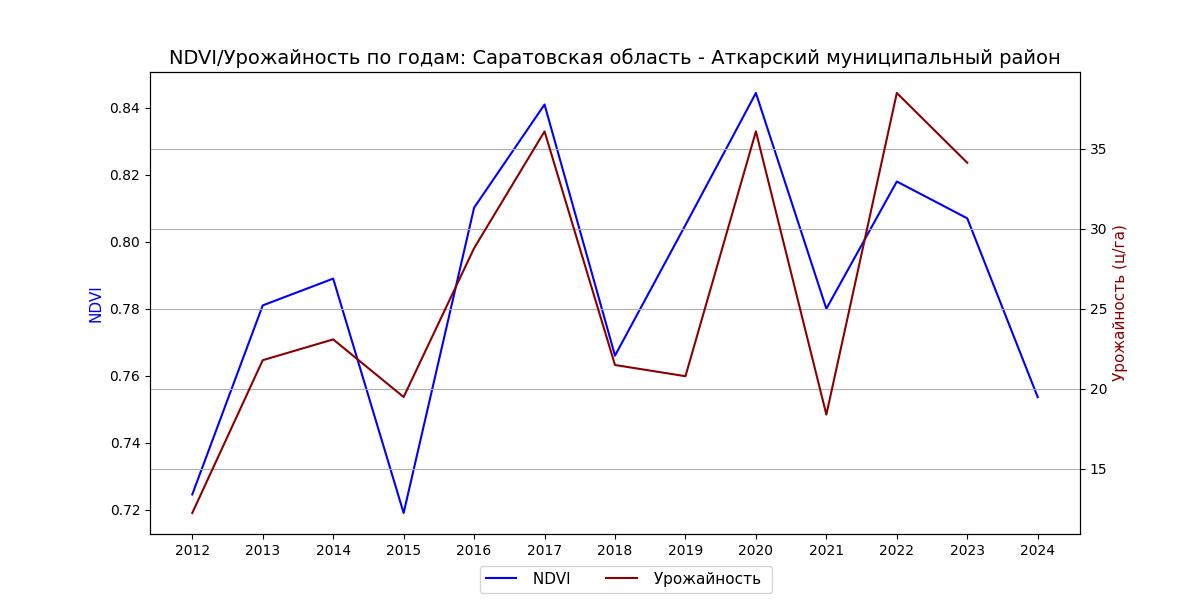 NDVI/Урожайность по годам: Саратовская область - Аткарский муниципальный район
0.84
0.82
0.80
0.78
0.76
0.74
0.72
NDVI
35
30
25
20
15
Урожайность (ц/га)
2012 2013 2014 2015 2016 2017 2018 2019 2020 2021 2022 2023 2024
NDVI Урожайность